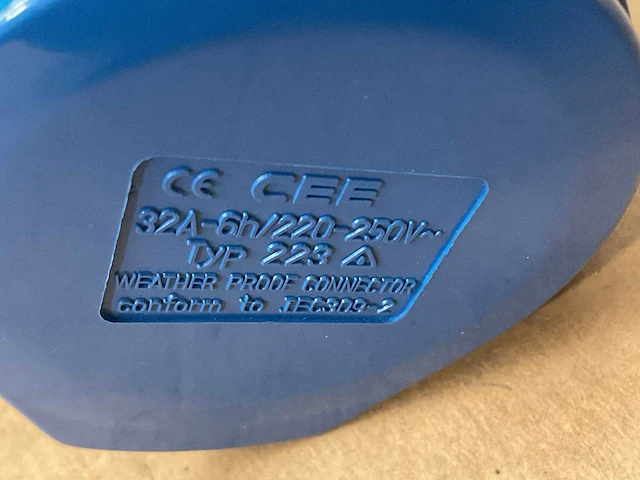 CE CEE
32A-6h/220-250V~
Typ 223
WEATHER PROOF CONNECTOR
conform to IEC309-2